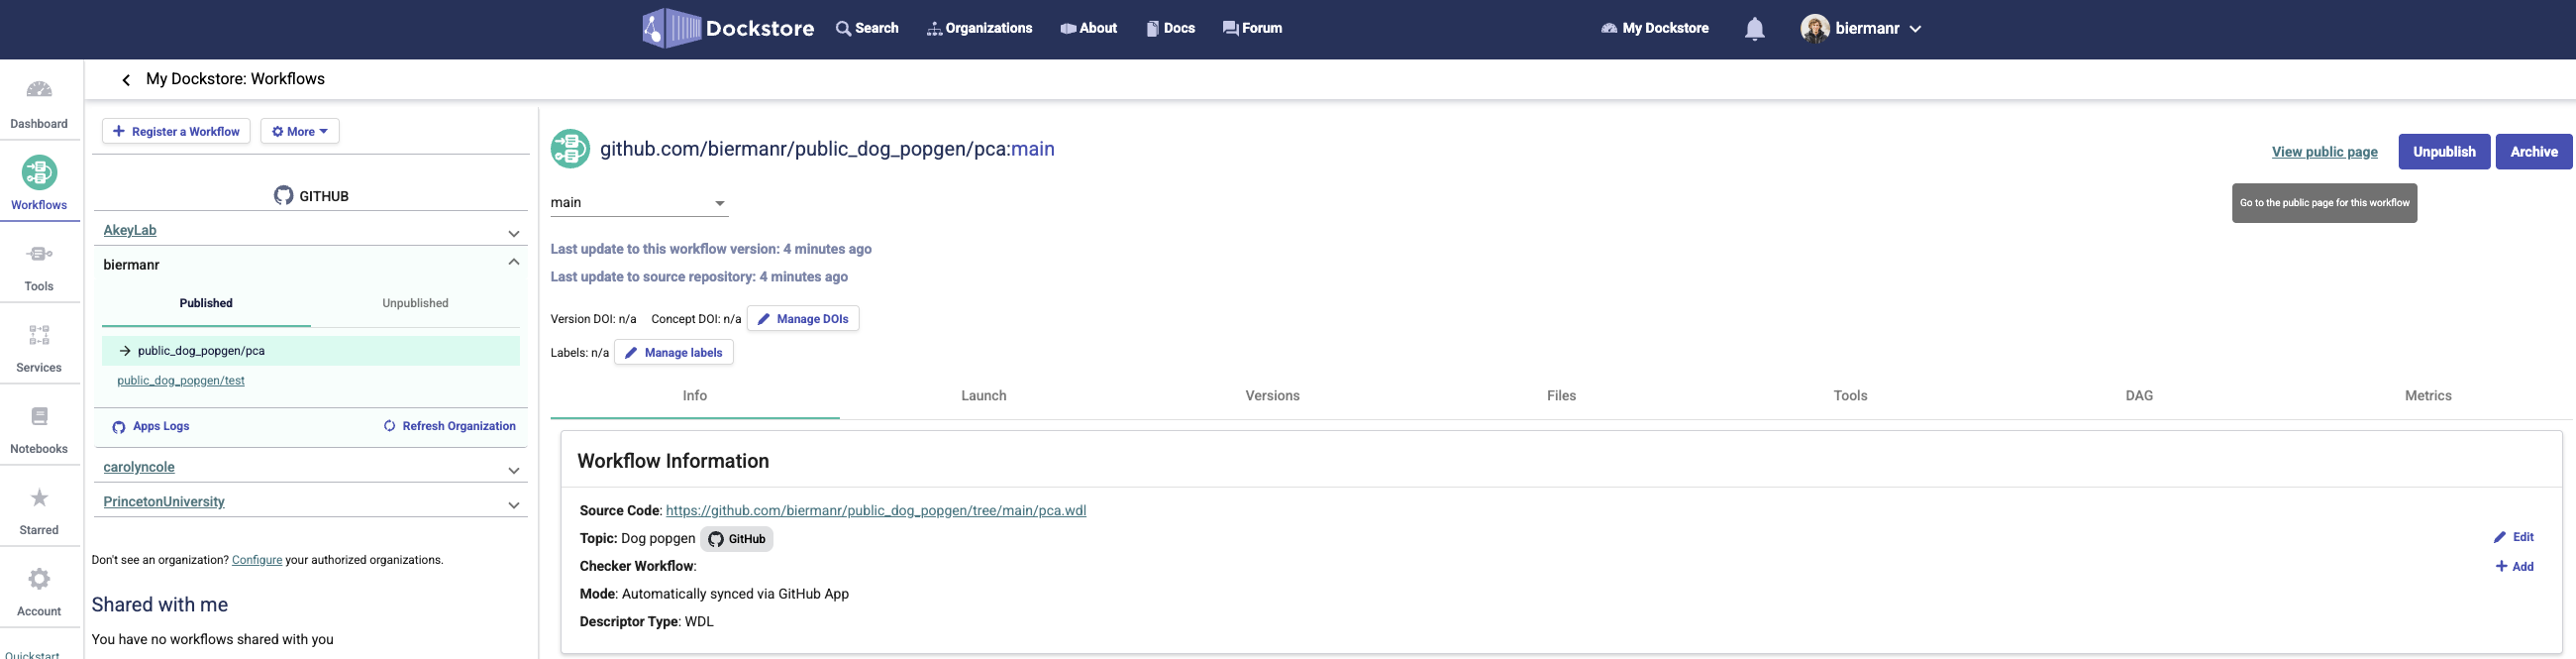 Dockstore Search Organizations About Docs Forum My Dockstore biermanr
My Dockstore: Workflows
Dashboard
Workflows
Tools
Services
Notebooks
Starred
Account
Quickstart
Register a Workflow More
GITHUB
AkeyLab
biermanr
Published Unpublished
public_dog_popgen/pca
public_dog_popgen/test
Apps Logs Refresh Organization
carolyncole
PrincetonUniversity
Don't see an organization? Configure your authorized organizations.
Shared with me
You have no workflows shared with you
github.com/biermanr/public_dog_popgen/pca:main
View public page Unpublish Archive
Go to the public page for this workflow
main
Last update to this workflow version: 4 minutes ago
Last update to source repository: 4 minutes ago
Version DOI: n/a Concept DOI: n/a Manage DOIs
Labels: n/a Manage labels
Info Launch Versions Files Tools DAG Metrics
Workflow Information
Source Code: https://github.com/biermanr/public_dog_popgen/tree/main/pca.wdl
Topic: Dog popgen GitHub Edit
Checker Workflow: Add
Mode: Automatically synced via GitHub App
Descriptor Type: WDL